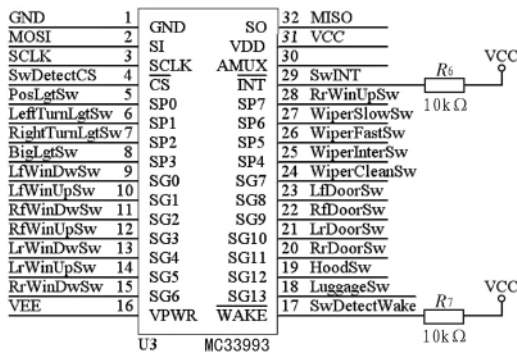 GND 1 GND SO 32 MISO
MOSI 2 SI VDD 31 VCC
SCLK 3 SCLK AMUX 30
SwDetectCS 4 CS INT 29 SwINT R6 10kΩ VCC
PosLgtSw 5 SP0 SP7 28 RrWinUpSw
LeftTurnLgtSw 6 SP1 SP6 27 WiperSlowSw
RightTurnLgtSw 7 SP2 SP5 26 WiperFastSw
BigLgtSw 8 SP3 SP4 25 WiperInterSw
LfWinDwSw 9 SG0 SG7 24 WiperCleanSw
LfWinUpSw 10 SG1 SG8 23 LfDoorSw
RfWinDwSw 11 SG2 SG9 22 RfDoorSw
RfWinUpSw 12 SG3 SG10 21 LrDoorSw
LrWinDwSw 13 SG4 SG11 20 RrDoorSw
LrWinUpSw 14 SG5 SG12 19 HoodSw
RrWinDwSw 15 SG6 SG13 18 LuggageSw
VEE 16 VPWR WAKE 17 SwDetectWake R7 10kΩ VCC
U3 MC33993